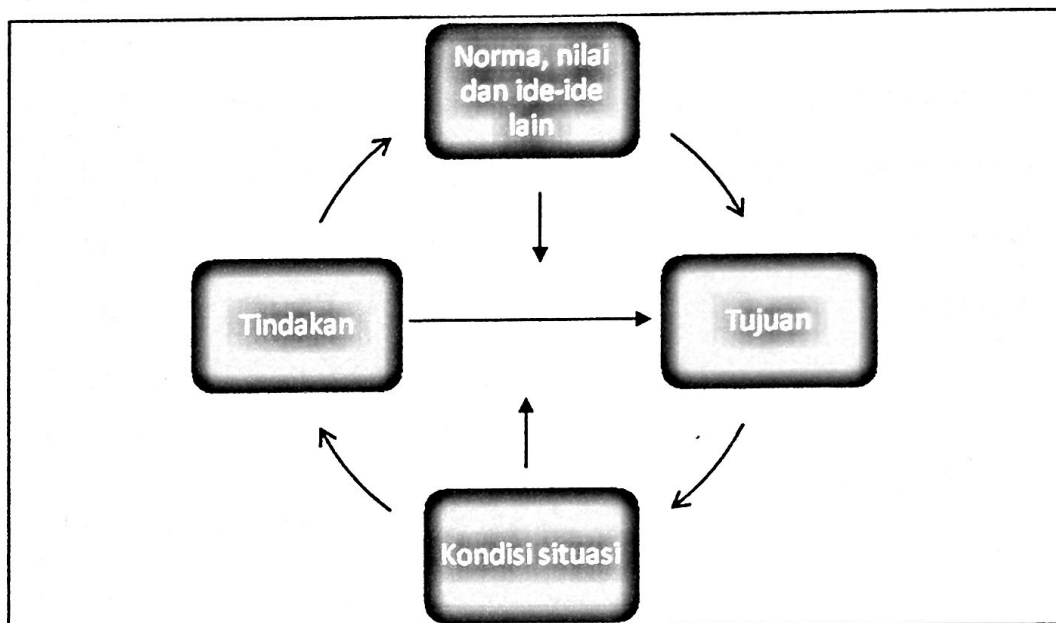 Norma, nilai
dan ide-ide
lain
Tindakan
Tujuan
Kondisi situasi